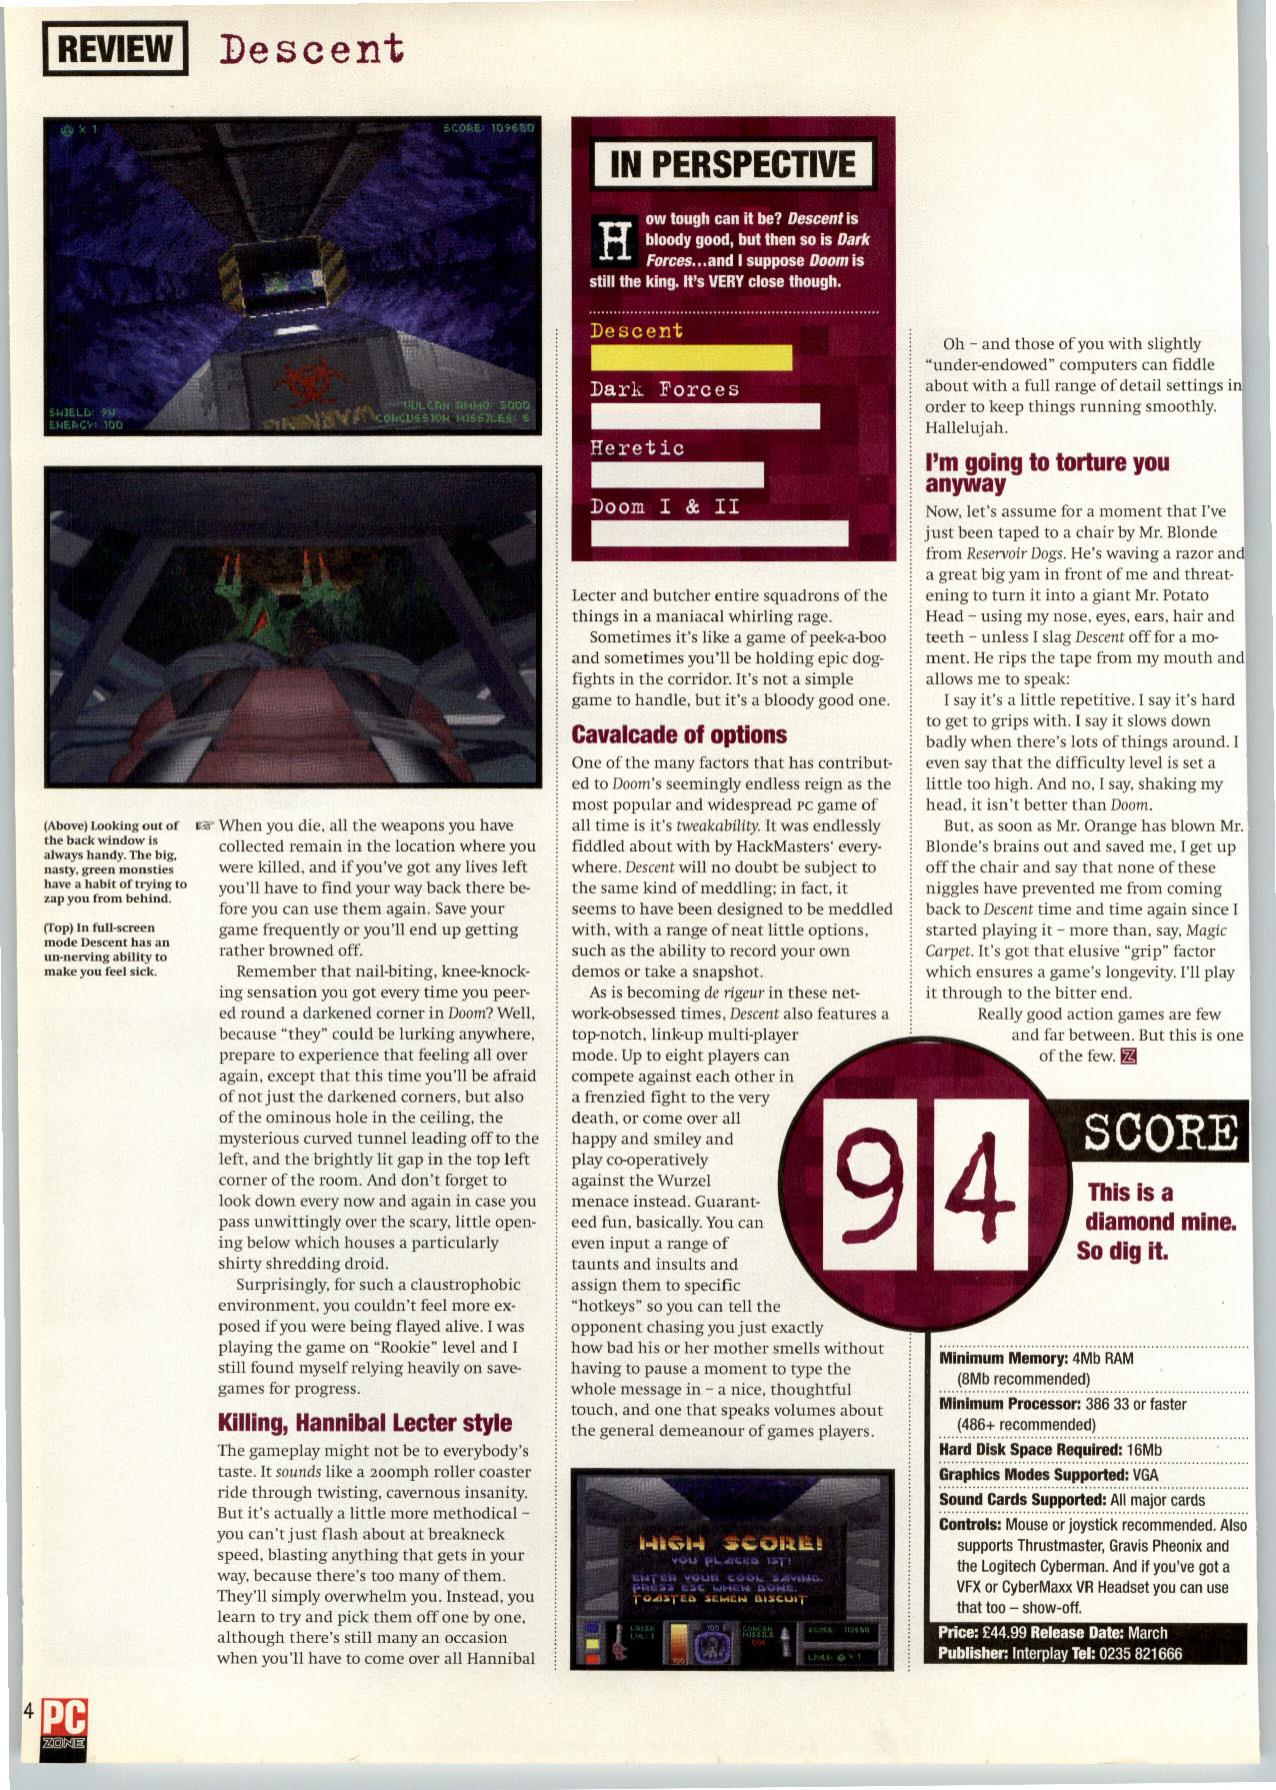 REVIEW Descent
X 1 SCORE: 109680
SHIELD: 94
ENERGY: 100
VULCAN AMMO: 5000
CONCUSSION MISSILES: 6
WARNING
(Above) Looking out of
the back window is
always handy. The big,
nasty, green monsties
have a habit of trying to
zap you from behind.
(Top) In full-screen
mode Descent has an
un-nerving ability to
make you feel sick.
☞ When you die, all the weapons you have
collected remain in the location where you
were killed, and if you've got any lives left
you'll have to find your way back there be-
fore you can use them again. Save your
game frequently or you'll end up getting
rather browned off.
Remember that nail-biting, knee-knock-
ing sensation you got every time you peer-
ed round a darkened corner in Doom? Well,
because "they" could be lurking anywhere,
prepare to experience that feeling all over
again, except that this time you'll be afraid
of not just the darkened corners, but also
of the ominous hole in the ceiling, the
mysterious curved tunnel leading off to the
left, and the brightly lit gap in the top left
corner of the room. And don't forget to
look down every now and again in case you
pass unwittingly over the scary, little open-
ing below which houses a particularly
shirty shredding droid.
Surprisingly, for such a claustrophobic
environment, you couldn't feel more ex-
posed if you were being flayed alive. I was
playing the game on "Rookie" level and I
still found myself relying heavily on save-
games for progress.
Killing, Hannibal Lecter style
The gameplay might not be to everybody's
taste. It sounds like a 200mph roller coaster
ride through twisting, cavernous insanity.
But it's actually a little more methodical –
you can't just flash about at breakneck
speed, blasting anything that gets in your
way, because there's too many of them.
They'll simply overwhelm you. Instead, you
learn to try and pick them off one by one,
although there's still many an occasion
when you'll have to come over all Hannibal
IN PERSPECTIVE
How tough can it be? Descent is
bloody good, but then so is Dark
Forces...and I suppose Doom is
still the king. It's VERY close though.
Descent
Dark Forces
Heretic
Doom I & II
Lecter and butcher entire squadrons of the
things in a maniacal whirling rage.
Sometimes it's like a game of peek-a-boo
and sometimes you'll be holding epic dog-
fights in the corridor. It's not a simple
game to handle, but it's a bloody good one.
Cavalcade of options
One of the many factors that has contribut-
ed to Doom's seemingly endless reign as the
most popular and widespread PC game of
all time is it's tweakability. It was endlessly
fiddled about with by HackMasters' every-
where. Descent will no doubt be subject to
the same kind of meddling; in fact, it
seems to have been designed to be meddled
with, with a range of neat little options,
such as the ability to record your own
demos or take a snapshot.
As is becoming de rigeur in these net-
work-obsessed times, Descent also features a
top-notch, link-up multi-player
mode. Up to eight players can
compete against each other in
a frenzied fight to the very
death, or come over all
happy and smiley and
play co-operatively
against the Wurzel
menace instead. Guarant-
eed fun, basically. You can
even input a range of
taunts and insults and
assign them to specific
"hotkeys" so you can tell the
opponent chasing you just exactly
how bad his or her mother smells without
having to pause a moment to type the
whole message in – a nice, thoughtful
touch, and one that speaks volumes about
the general demeanour of games players.
HIGH SCORE!
YOU PLACED 1ST!
ENTER YOUR COOL SAYING.
PRESS ESC WHEN DONE.
TOASTED SEMEN BISCUIT
LASER
LVL: 1
100
100
CONCSN
MISSILE
006
SCORE: 113680
LIVES: X 1
Oh – and those of you with slightly
"under-endowed" computers can fiddle
about with a full range of detail settings in
order to keep things running smoothly.
Hallelujah.
I'm going to torture you
anyway
Now, let's assume for a moment that I've
just been taped to a chair by Mr. Blonde
from Reservoir Dogs. He's waving a razor and
a great big yam in front of me and threat-
ening to turn it into a giant Mr. Potato
Head – using my nose, eyes, ears, hair and
teeth – unless I slag Descent off for a mo-
ment. He rips the tape from my mouth and
allows me to speak:
I say it's a little repetitive. I say it's hard
to get to grips with. I say it slows down
badly when there's lots of things around. I
even say that the difficulty level is set a
little too high. And no, I say, shaking my
head, it isn't better than Doom.
But, as soon as Mr. Orange has blown Mr.
Blonde's brains out and saved me, I get up
off the chair and say that none of these
niggles have prevented me from coming
back to Descent time and time again since I
started playing it – more than, say, Magic
Carpet. It's got that elusive "grip" factor
which ensures a game's longevity. I'll play
it through to the bitter end.
Really good action games are few
and far between. But this is one
of the few. Z
94
SCORE
This is a
diamond mine.
So dig it.
Minimum Memory: 4Mb RAM
(8Mb recommended)
Minimum Processor: 386 33 or faster
(486+ recommended)
Hard Disk Space Required: 16Mb
Graphics Modes Supported: VGA
Sound Cards Supported: All major cards
Controls: Mouse or joystick recommended. Also
supports Thrustmaster, Gravis Pheonix and
the Logitech Cyberman. And if you've got a
VFX or CyberMaxx VR Headset you can use
that too – show-off.
Price: £44.99 Release Date: March
Publisher: Interplay Tel: 0235 821666
4 PC
ZONE